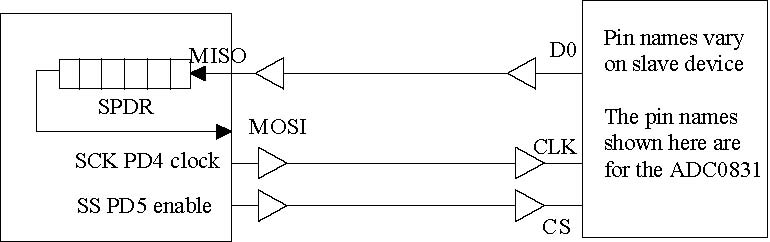 MISO
SPDR
MOSI
SCK PD4 clock
SS PD5 enable
D0
CLK
CS
Pin names vary
on slave device
The pin names
shown here are
for the ADC0831